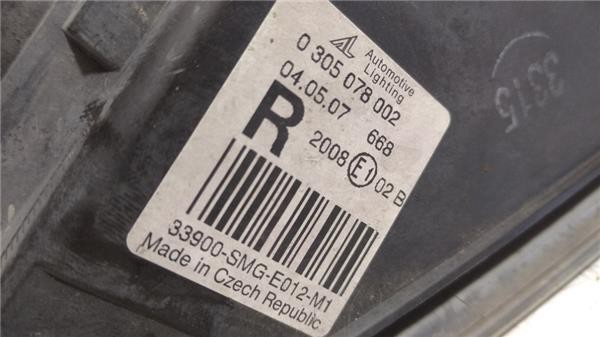 AL Automotive
Lighting
0 305 078 002
04.05.07 668
R 2008 E1 02 B
33900-SMG-E012-M1
Made in Czech Republic
3315